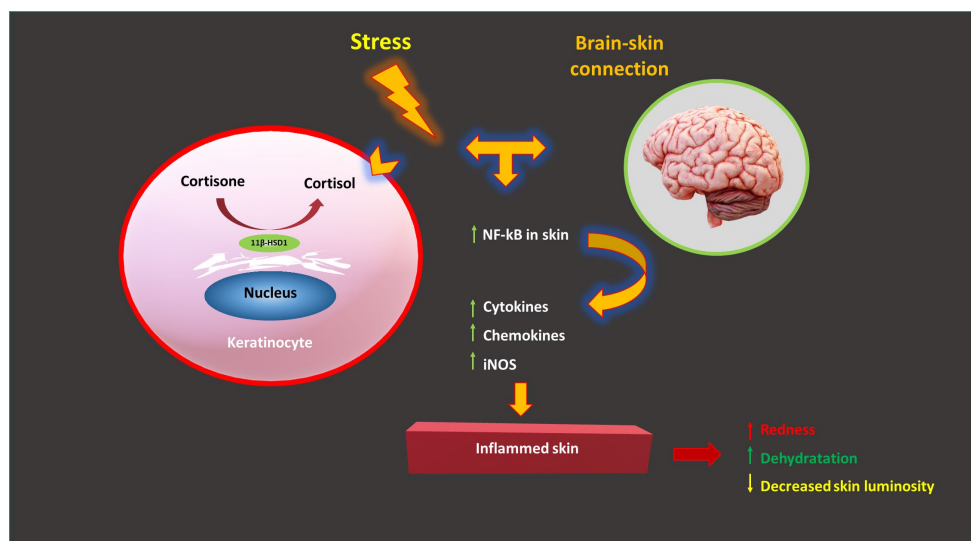 Stress
Brain-skin
connection
Cortisone
Cortisol
11β-HSD1
Nucleus
Keratinocyte
NF-kB in skin
Cytokines
Chemokines
iNOS
Inflammed skin
Redness
Dehydratation
Decreased skin luminosity